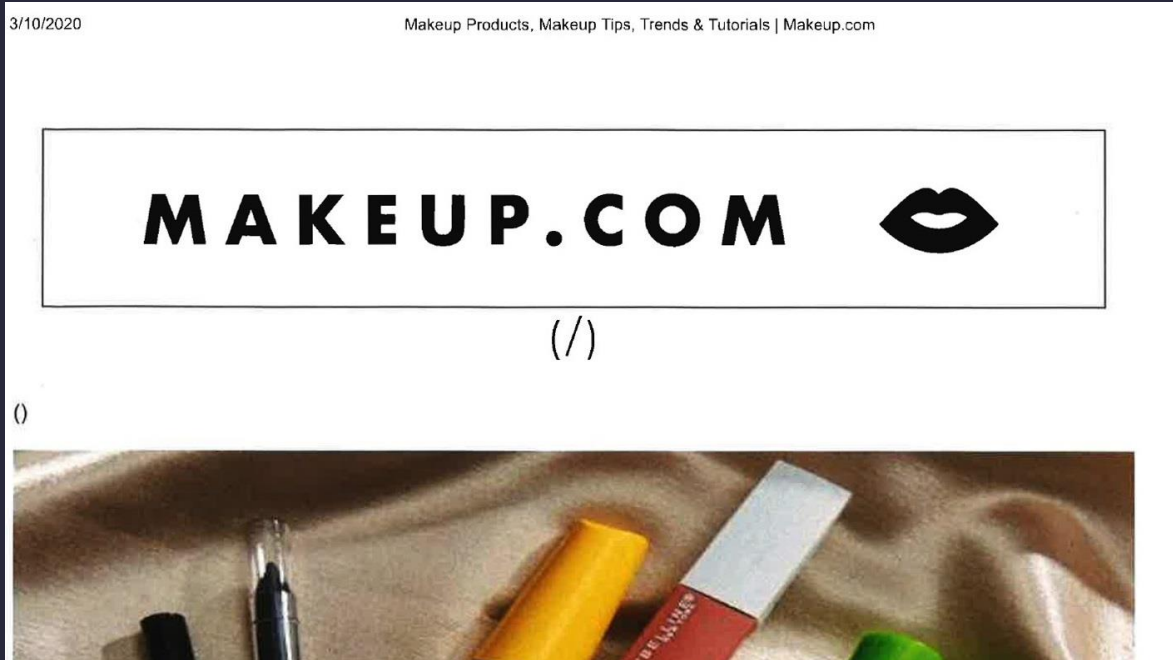 3/10/2020
Makeup Products, Makeup Tips, Trends & Tutorials | Makeup.com
MAKEUP.COM
(/)
()